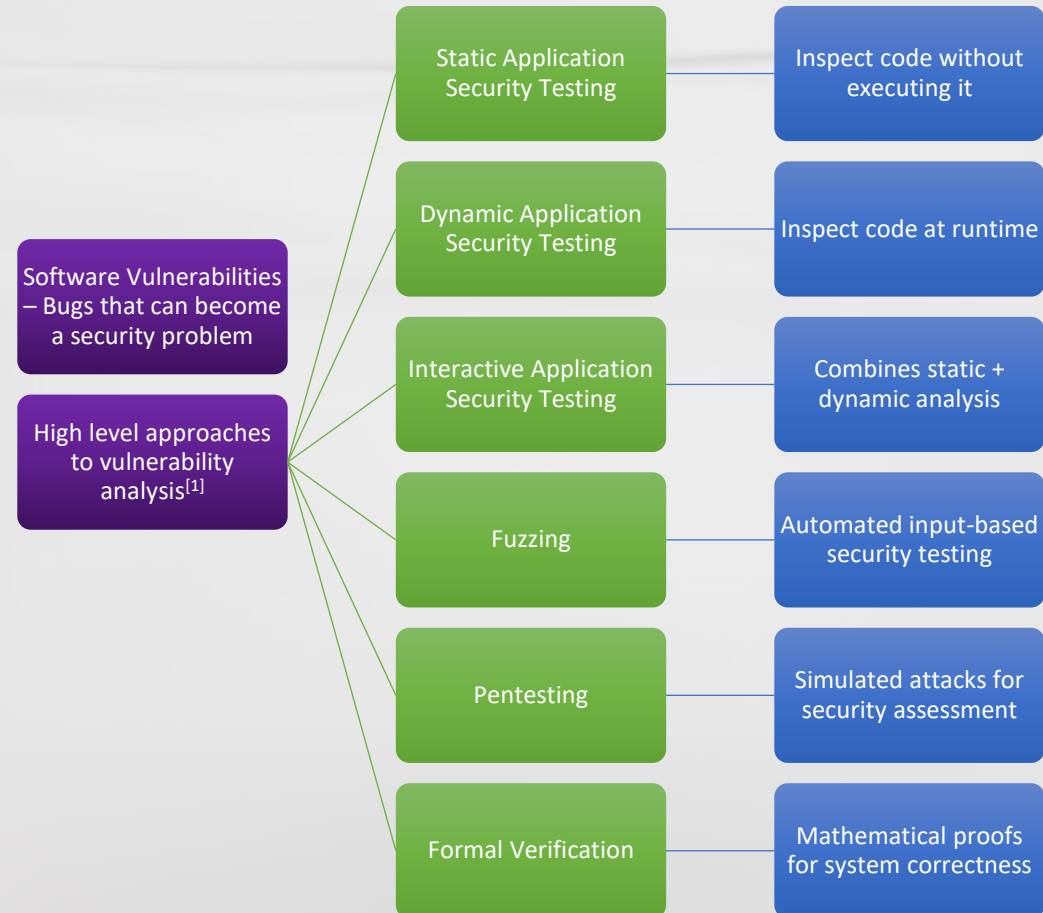 Software Vulnerabilities
– Bugs that can become
a security problem
High level approaches
to vulnerability
analysis[1]
Static Application
Security Testing
Inspect code without
executing it
Dynamic Application
Security Testing
Inspect code at runtime
Interactive Application
Security Testing
Combines static +
dynamic analysis
Fuzzing
Automated input-based
security testing
Pentesting
Simulated attacks for
security assessment
Formal Verification
Mathematical proofs
for system correctness